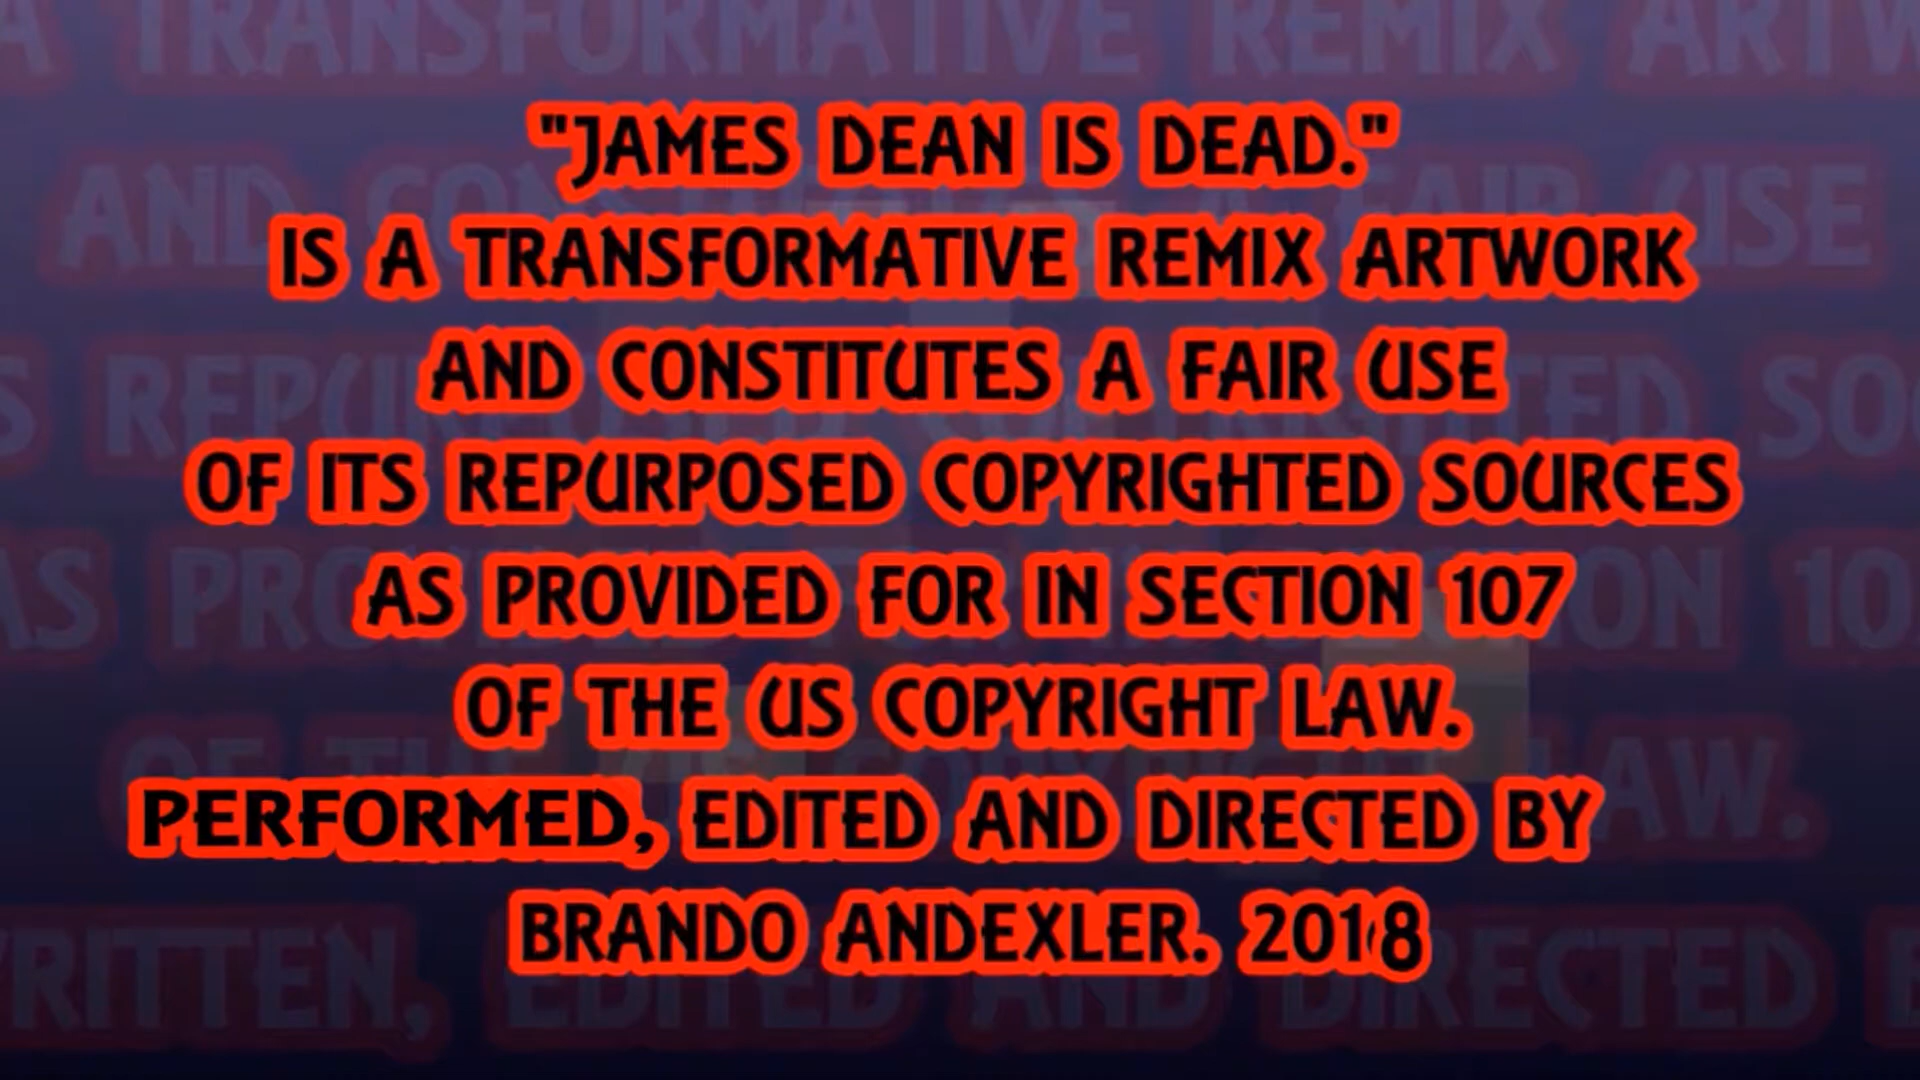 "JAMES DEAN IS DEAD."
IS A TRANSFORMATIVE REMIX ARTWORK
AND CONSTITUTES A FAIR USE
OF ITS REPURPOSED COPYRIGHTED SOURCES
AS PROVIDED FOR IN SECTION 107
OF THE US COPYRIGHT LAW.
PERFORMED, EDITED AND DIRECTED BY
BRANDO ANDEXLER. 2018